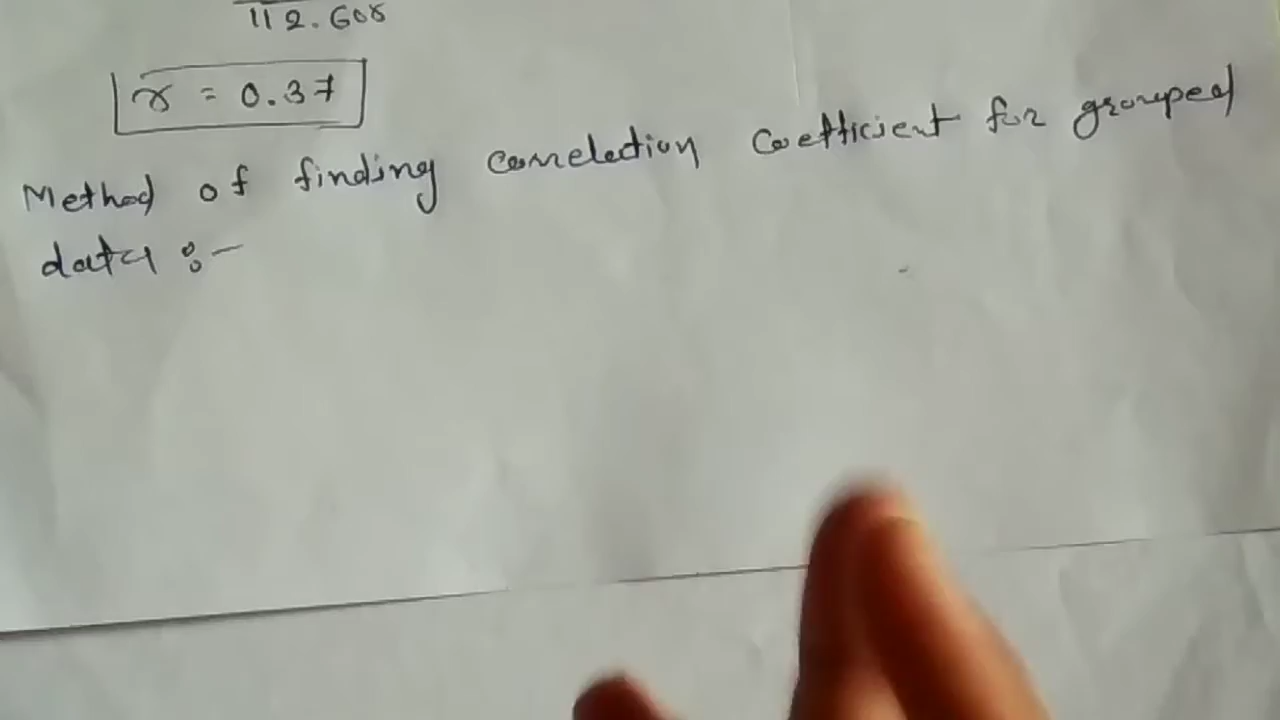 112.608
r = 0.37
Method of finding correlection Coefficient for grouped
data :-